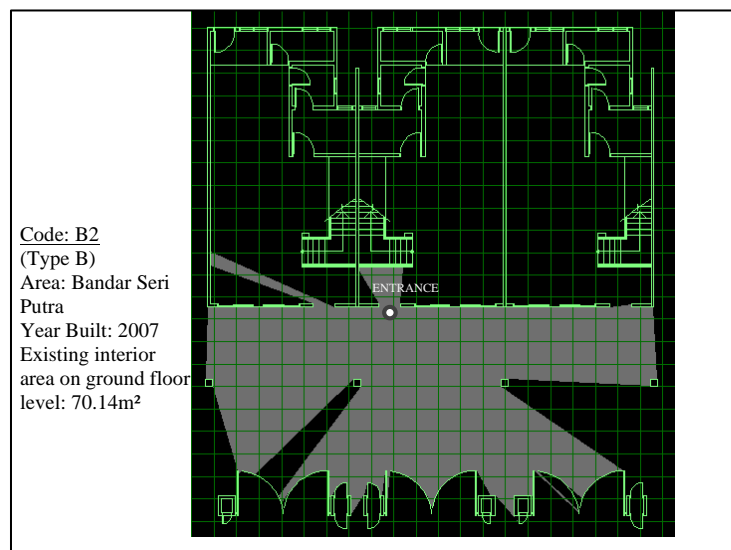 Code: B2
(Type B)
Area: Bandar Seri
Putra
Year Built: 2007
Existing interior
area on ground floor
level: 70.14m²
ENTRANCE